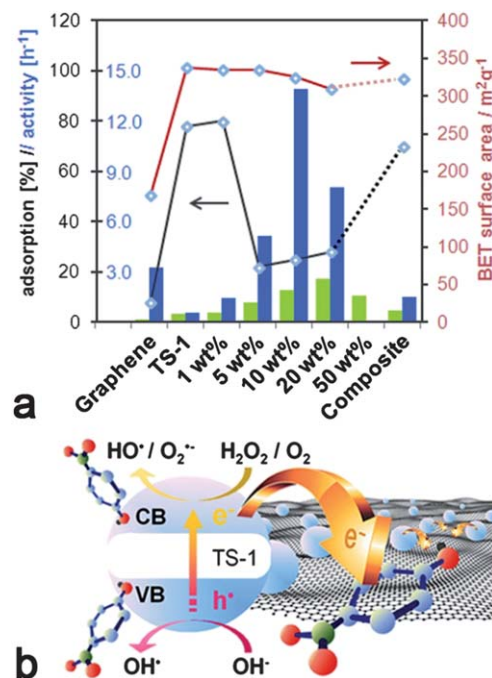 adsorption [%] // activity [h⁻¹]
120
100
80
60
40
20
0
15.0
12.0
9.0
6.0
3.0
400
350
300
250
200
150
100
50
0
BET surface area / m²g⁻¹
Graphene
TS-1
1 wt%
5 wt%
10 wt%
20 wt%
50 wt%
Composite
a
HO• / O₂•⁻
H₂O₂ / O₂
CB
e⁻
e⁻
TS-1
VB
h•
OH•
OH⁻
b